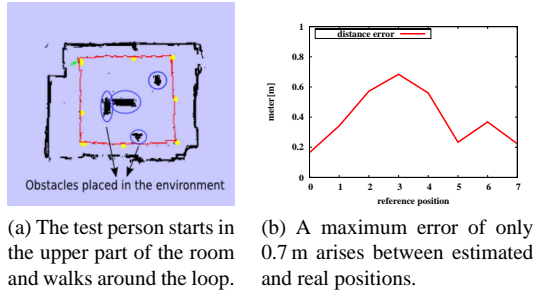 Obstacles placed in the environment
(a) The test person starts in
the upper part of the room
and walks around the loop.
1
0.8
0.6
0.4
0.2
0
meter[m]
distance error
0 1 2 3 4 5 6 7
reference position
(b) A maximum error of only
0.7 m arises between estimated
and real positions.